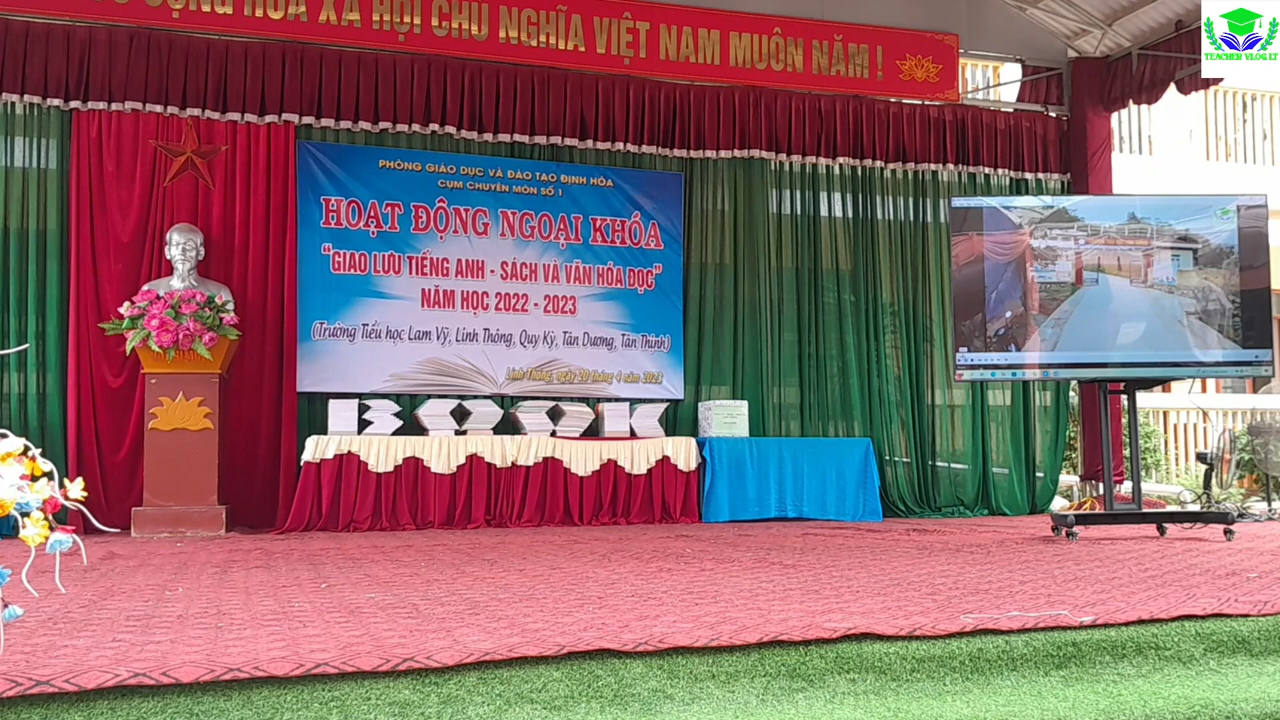 CỘNG HÒA XÃ HỘI CHỦ NGHĨA VIỆT NAM MUÔN NĂM !
TEACHER VLOG LT
PHÒNG GIÁO DỤC VÀ ĐÀO TẠO ĐỊNH HÓA
CỤM CHUYÊN MÔN SỐ 1
HOẠT ĐỘNG NGOẠI KHÓA
"GIAO LƯU TIẾNG ANH - SÁCH VÀ VĂN HÓA ĐỌC"
NĂM HỌC 2022 - 2023
(Trường Tiểu học Lam Vỹ, Linh Thông, Quy Kỳ, Tân Dương, Tân Thịnh)
Linh Thông, ngày 20 tháng 4 năm 2023
BOOK